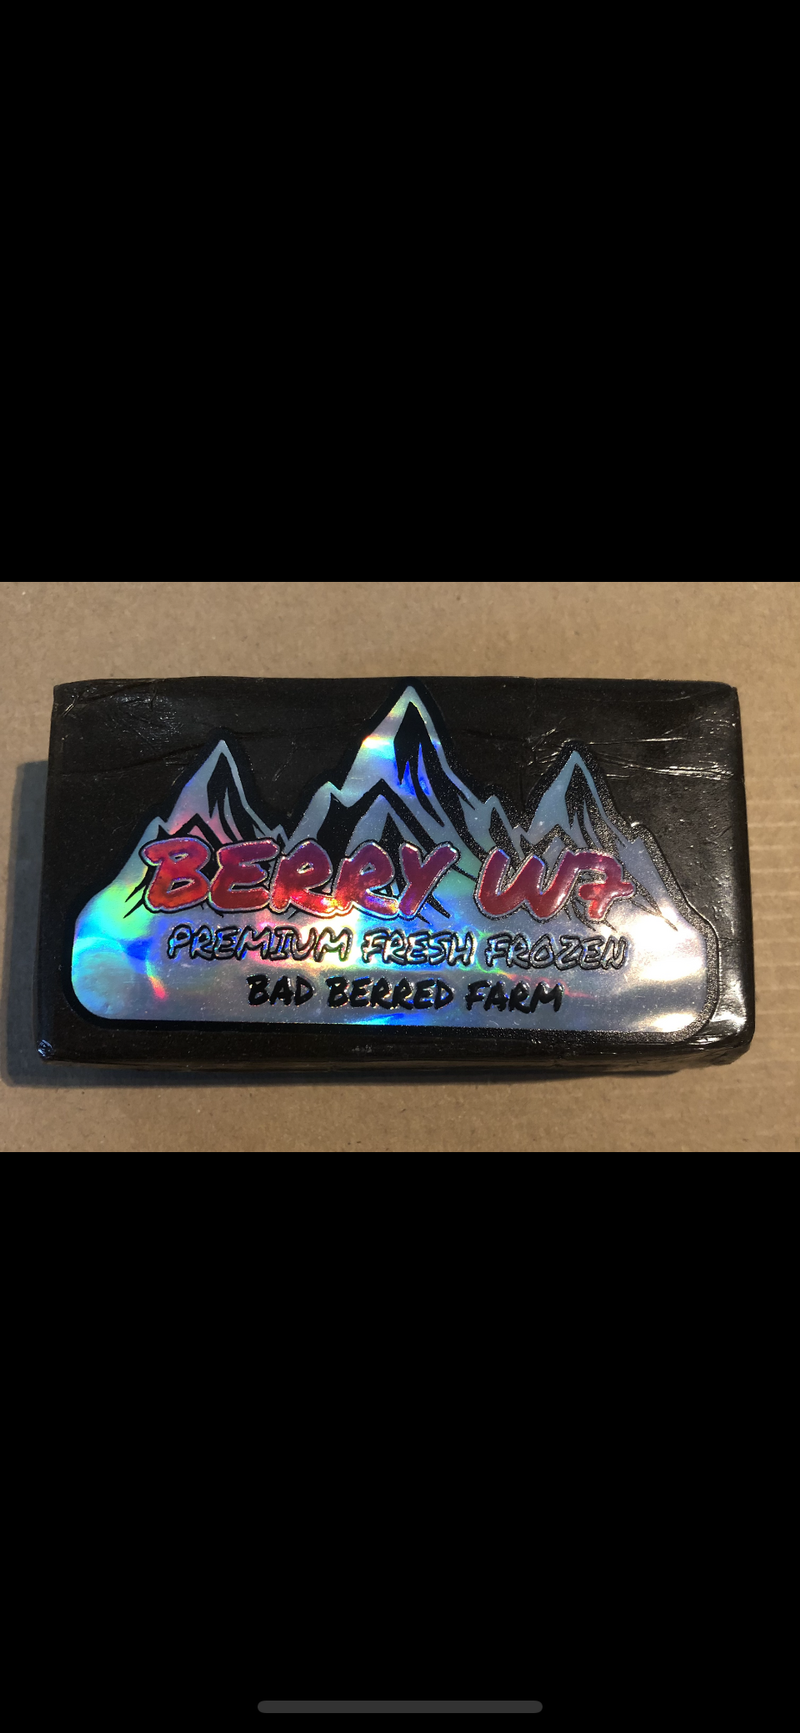 BERRY W7
PREMIUM FRESH FROZEN
BAD BERRED FARM